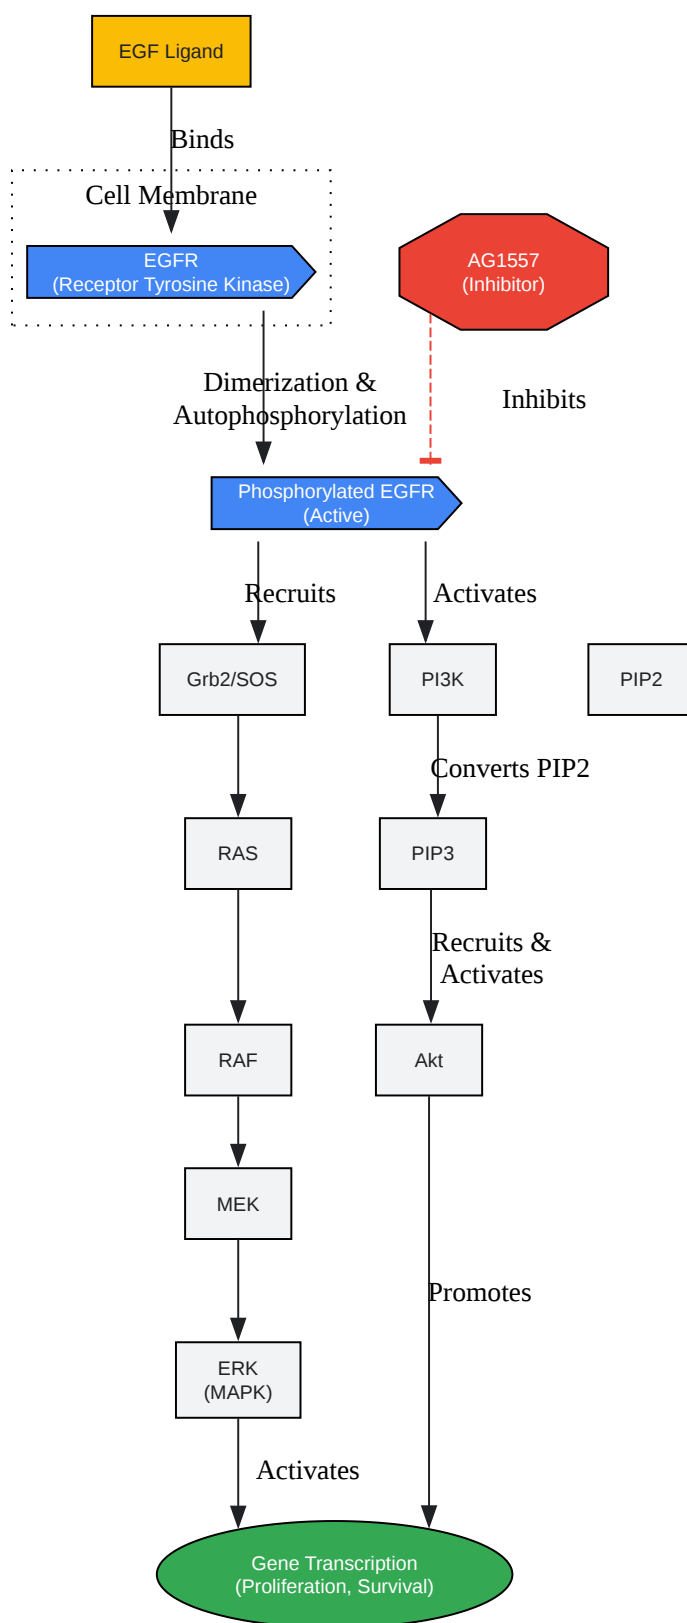 EGF Ligand
Binds
Cell Membrane
EGFR
(Receptor Tyrosine Kinase)
AG1557
(Inhibitor)
Dimerization &
Autophosphorylation
Inhibits
Phosphorylated EGFR
(Active)
Recruits
Activates
Grb2/SOS
PI3K
PIP2
Converts PIP2
RAS
PIP3
Recruits &
Activates
RAF
Akt
MEK
Promotes
ERK
(MAPK)
Activates
Gene Transcription
(Proliferation, Survival)